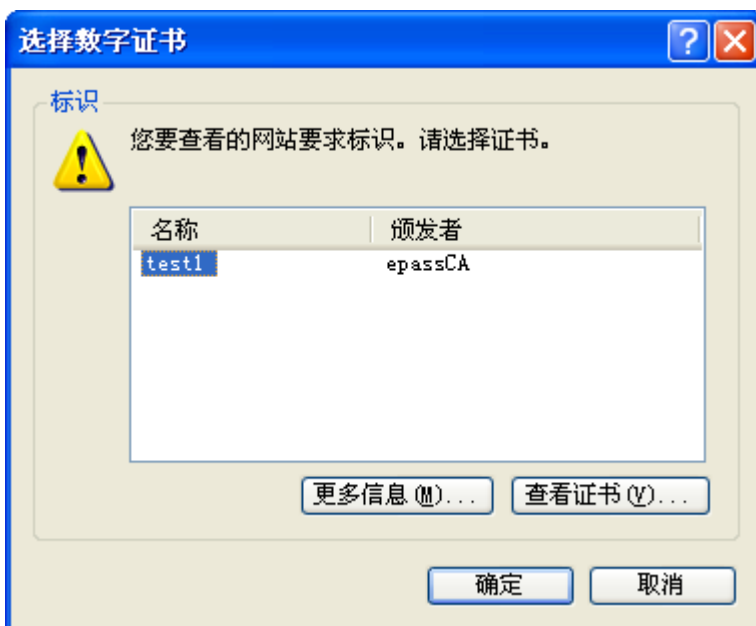 选择数字证书
标识
您要查看的网站要求标识。请选择证书。
名称 颁发者
test1 epassCA
更多信息(M)... 查看证书(V)...
确定 取消